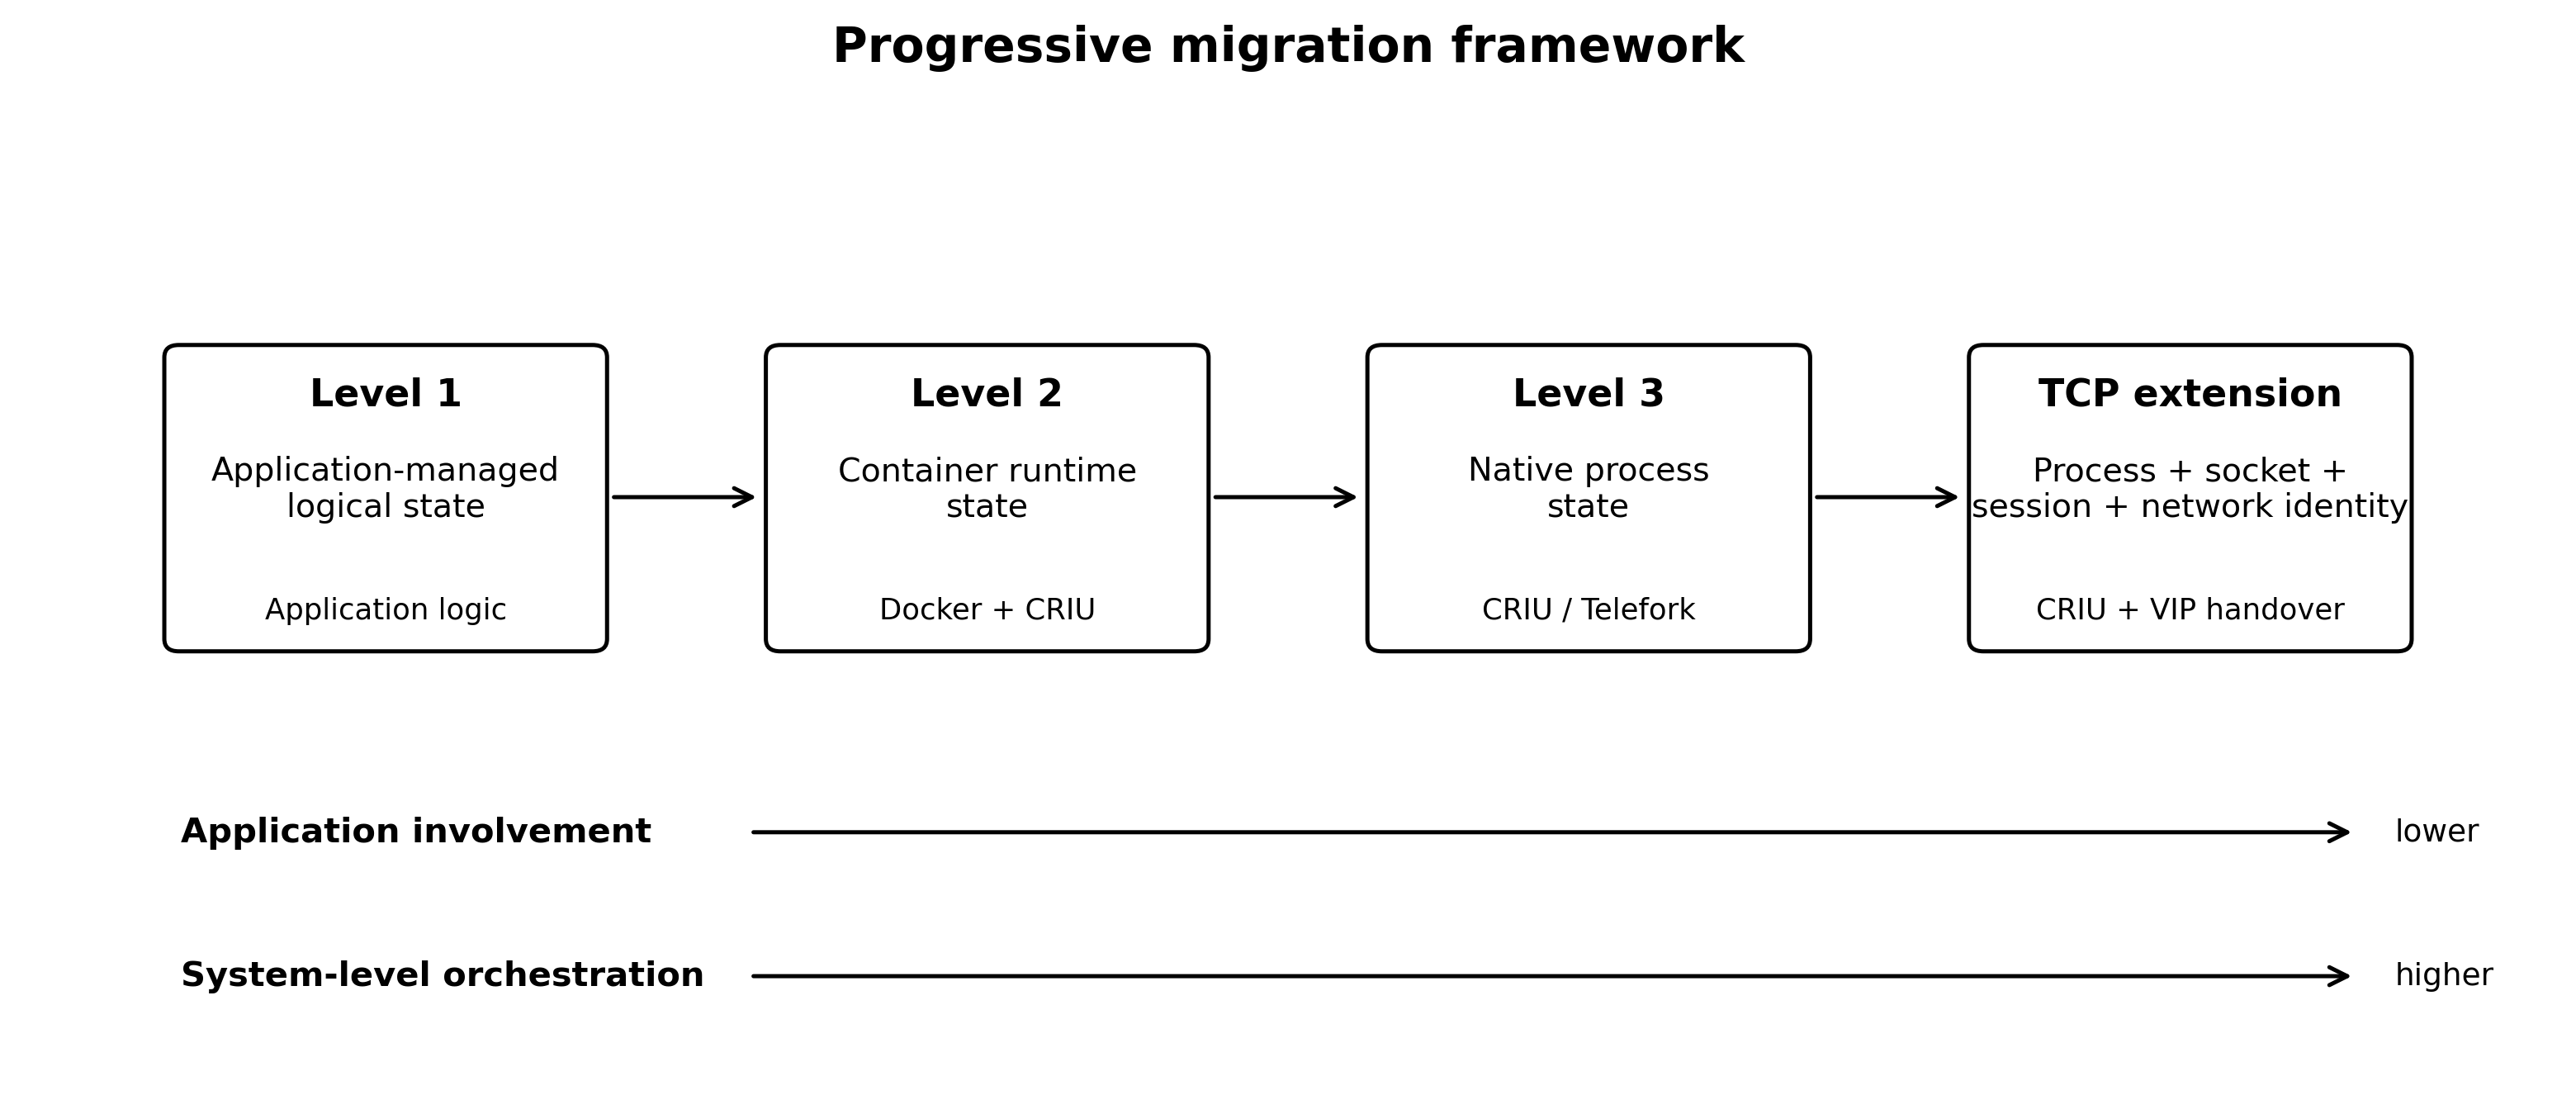 Progressive migration framework
Level 1
Application-managed
logical state
Application logic
Level 2
Container runtime
state
Docker + CRIU
Level 3
Native process
state
CRIU / Telefork
TCP extension
Process + socket +
session + network identity
CRIU + VIP handover
Application involvement
lower
System-level orchestration
higher